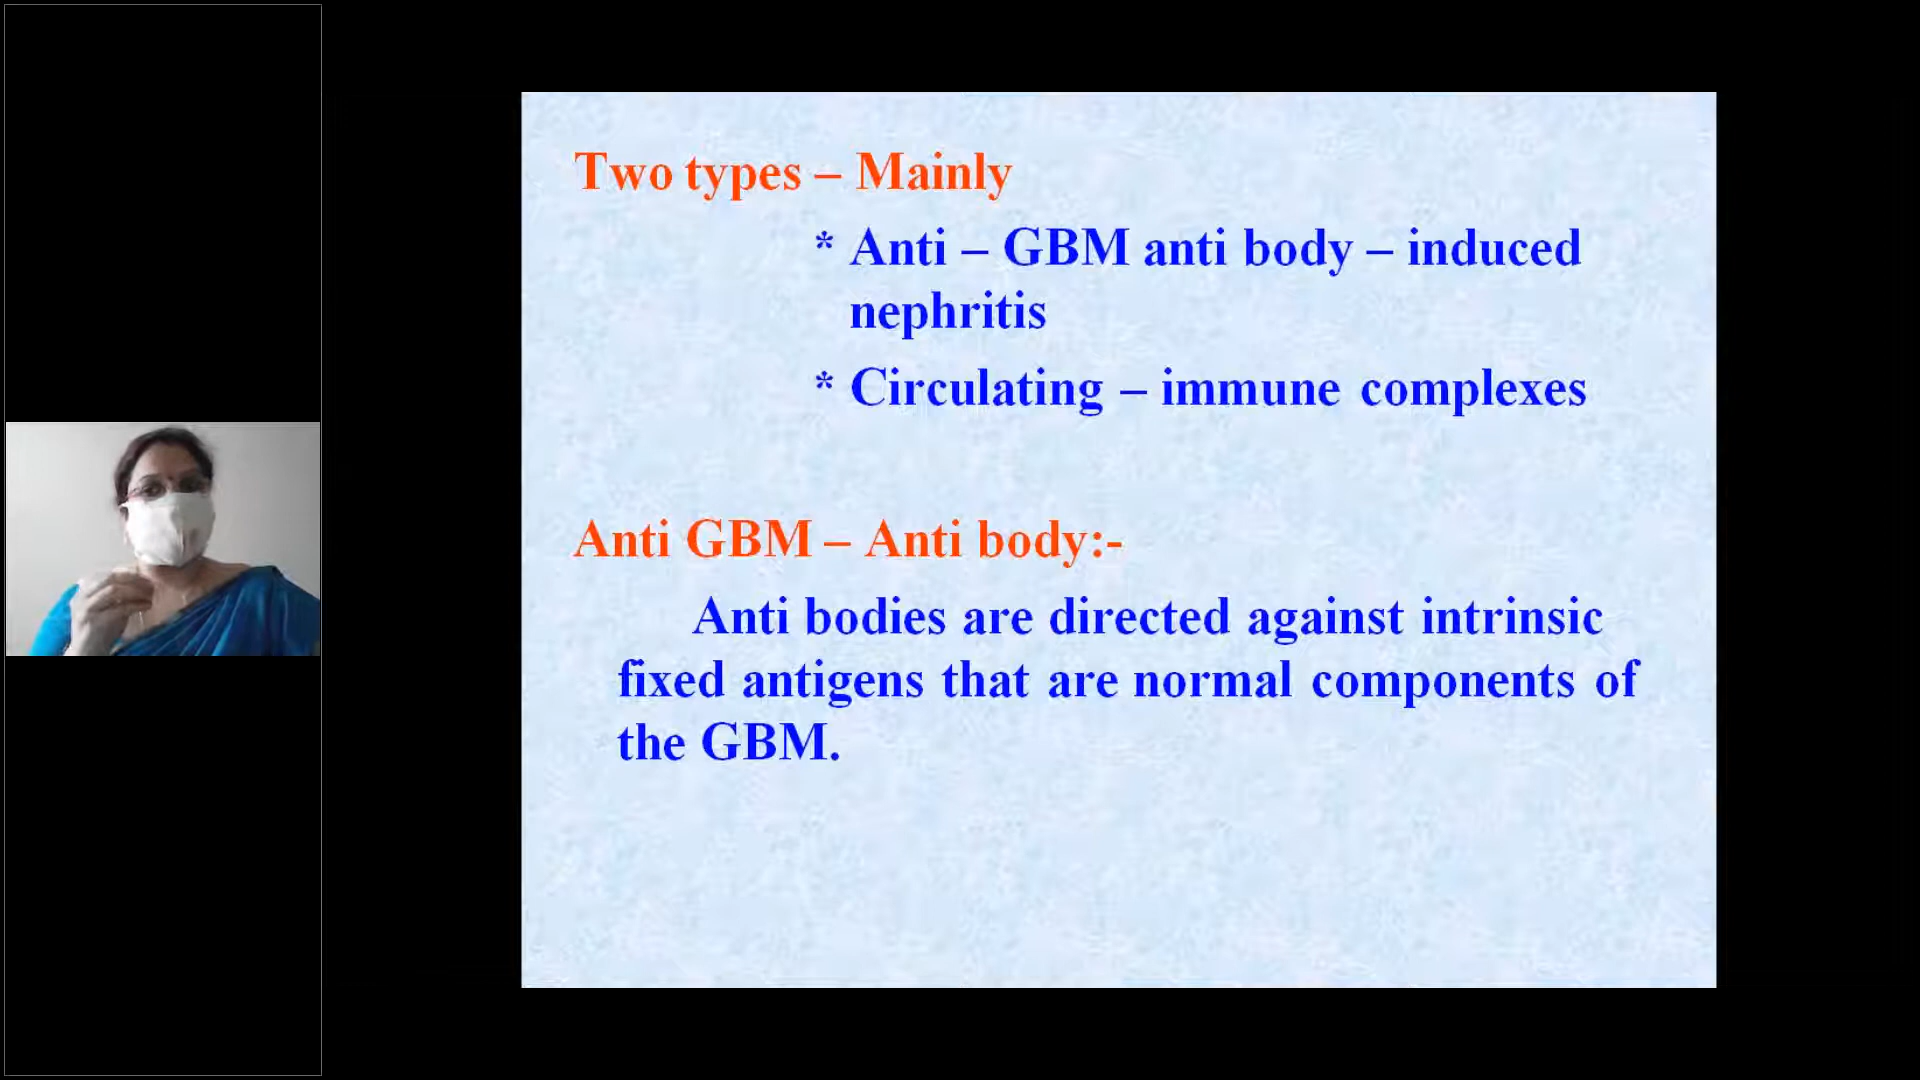 Two types – Mainly
* Anti – GBM anti body – induced
nephritis
* Circulating – immune complexes
Anti GBM – Anti body:-
Anti bodies are directed against intrinsic
fixed antigens that are normal components of
the GBM.